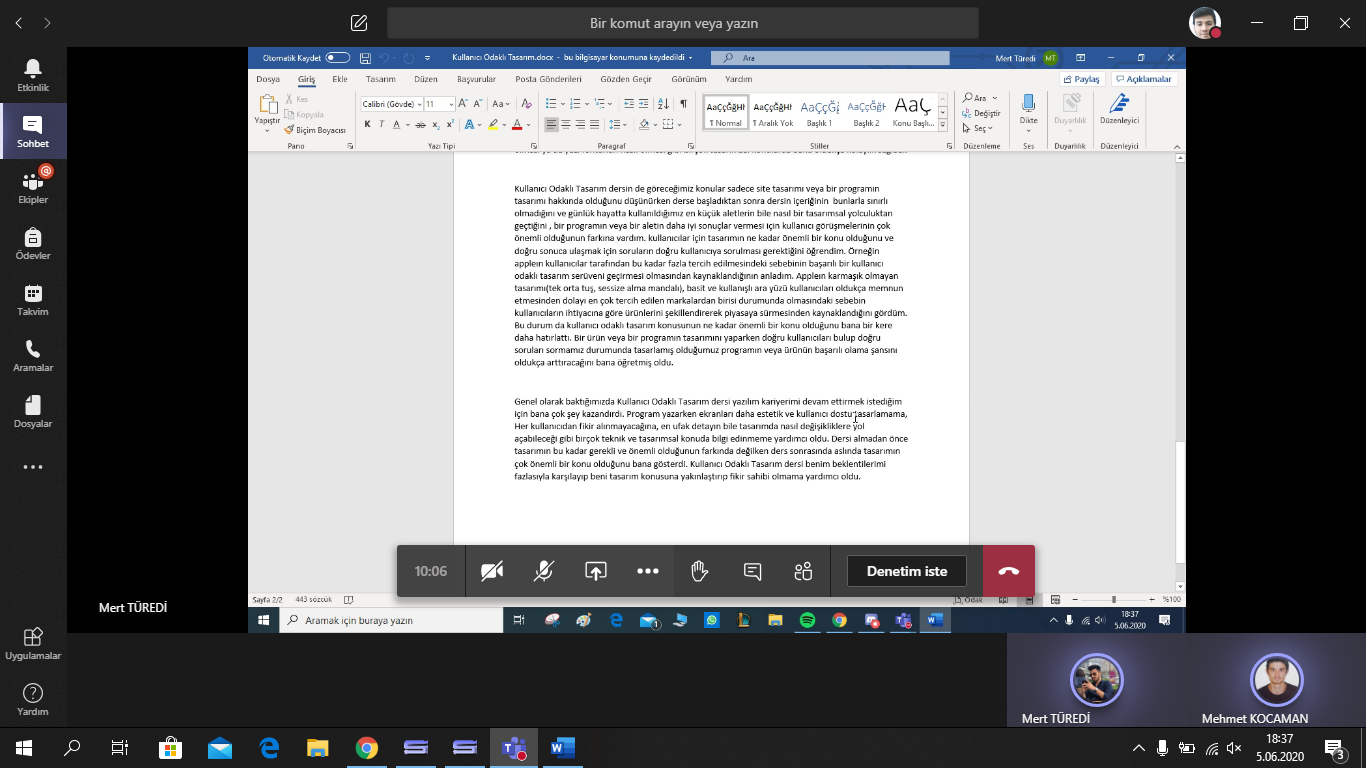 Bir komut arayın veya yazın
Etkinlik
Sohbet
Ekipler
Ödevler
Takvim
Aramalar
Dosyalar
Uygulamalar
Yardım
Otomatik Kaydet
Kullanıcı Odaklı Tasarım.docx - bu bilgisayar konumuna kaydedildi
Ara
Mert Türedi
MT
Dosya Giriş Ekle Tasarım Düzen Başvurular Posta Gönderileri Gözden Geçir Görünüm Yardım
Paylaş
Açıklamalar
Yapıştır
Kes
Kopyala
Biçim Boyacısı
Calibri (Gövde) 11
K T A ab x₂ x²
AaÇçĞğHł AaÇçĞğHł AaÇçĞğ AaÇçĞğH AaÇ
¶ Normal ¶ Aralık Yok Başlık 1 Başlık 2 Konu Başlı...
Ara
Değiştir
Seç
Dikte
Duyarlılık
Düzenleyici
Pano Yazı Tipi Paragraf Stiller Düzenleme Ses Duyarlılık Düzenleyici
Kullanıcı Odaklı Tasarım dersin de göreceğimiz konular sadece site tasarımı veya bir programın
tasarımı hakkında olduğunu düşünürken derse başladıktan sonra dersin içeriğinin bunlarla sınırlı
olmadığını ve günlük hayatta kullanıldığımız en küçük aletlerin bile nasıl bir tasarımsal yolculuktan
geçtiğini , bir programın veya bir aletin daha iyi sonuçlar vermesi için kullanıcı görüşmelerinin çok
önemli olduğunun farkına vardım. kullanıcılar için tasarımın ne kadar önemli bir konu olduğunu ve
doğru sonuca ulaşmak için soruların doğru kullanıcıya sorulması gerektiğini öğrendim. Örneğin
appleın kullanıcılar tarafından bu kadar fazla tercih edilmesindeki sebebinin başarılı bir kullanıcı
odaklı tasarım serüveni geçirmesi olmasından kaynaklandığının anladım. Appleın karmaşık olmayan
tasarımı(tek orta tuş, sessize alma mandalı), basit ve kullanışlı ara yüzü kullanıcıları oldukça memnun
etmesinden dolayı en çok tercih edilen markalardan birisi durumunda olmasındaki sebebin
kullanıcıların ihtiyacına göre ürünlerini şekillendirerek piyasaya sürmesinden kaynaklandığını gördüm.
Bu durum da kullanıcı odaklı tasarım konusunun ne kadar önemli bir konu olduğunu bana bir kere
daha hatırlattı. Bir ürün veya bir programın tasarımını yaparken doğru kullanıcıları bulup doğru
soruları sormamız durumunda tasarlamış olduğumuz programın veya ürünün başarılı olama şansını
oldukça arttıracağını bana öğretmiş oldu.
Genel olarak baktığımızda Kullanıcı Odaklı Tasarım dersi yazılım kariyerimi devam ettirmek istediğim
için bana çok şey kazandırdı. Program yazarken ekranları daha estetik ve kullanıcı dostu tasarlamama,
Her kullanıcıdan fikir alınmayacağına, en ufak detayın bile tasarımda nasıl değişikliklere yol
açabileceği gibi birçok teknik ve tasarımsal konuda bilgi edinmeme yardımcı oldu. Dersi almadan önce
tasarımın bu kadar gerekli ve önemli olduğunun farkında değilken ders sonrasında aslında tasarımın
çok önemli bir konu olduğunu bana gösterdi. Kullanıcı Odaklı Tasarım dersi benim beklentilerimi
fazlasıyla karşılayıp beni tasarım konusuna yakınlaştırıp fikir sahibi olmama yardımcı oldu.
10:06
Denetim iste
Sayfa 2/2 443 sözcük
Odak
%100
Mert TÜREDİ
Aramak için buraya yazın
18:37
5.06.2020
Mert TÜREDİ
Mehmet KOCAMAN
18:37
5.06.2020
3